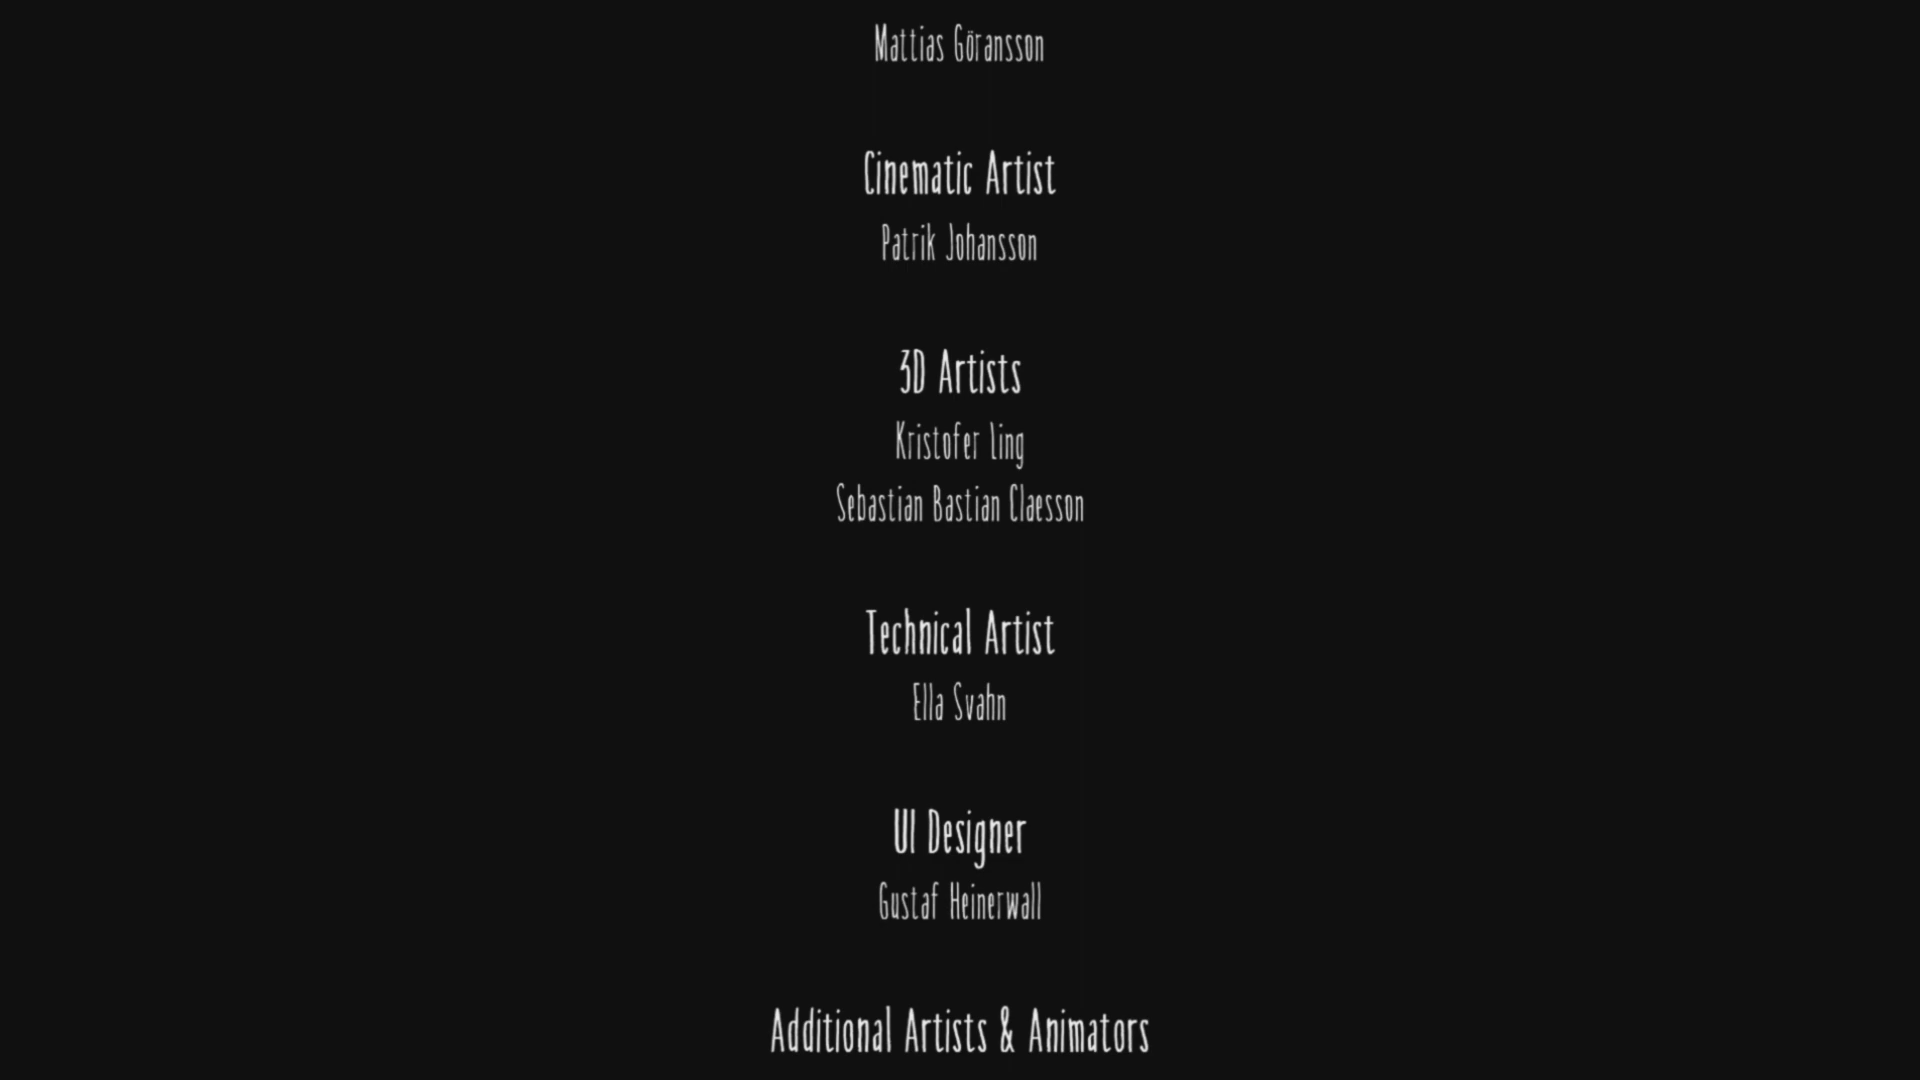 Mattias Göransson
Cinematic Artist
Patrik Johansson
3D Artists
Kristofer Ling
Sebastian Bastian Claesson
Technical Artist
Ella Svahn
UI Designer
Gustaf Heinerwall
Additional Artists & Animators